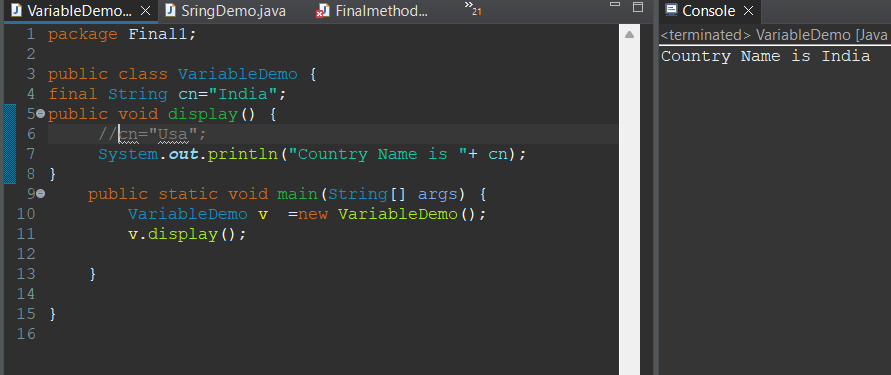 VariableDemo... SringDemo.java Finalmethod... »21
1 package Final1;
2
3 public class VariableDemo {
4 final String cn="India";
5 public void display() {
6 //cn="Usa";
7 System.out.println("Country Name is "+ cn);
8 }
9 public static void main(String[] args) {
10 VariableDemo v =new VariableDemo();
11 v.display();
12
13 }
14
15 }
16
Console
<terminated> VariableDemo [Java
Country Name is India